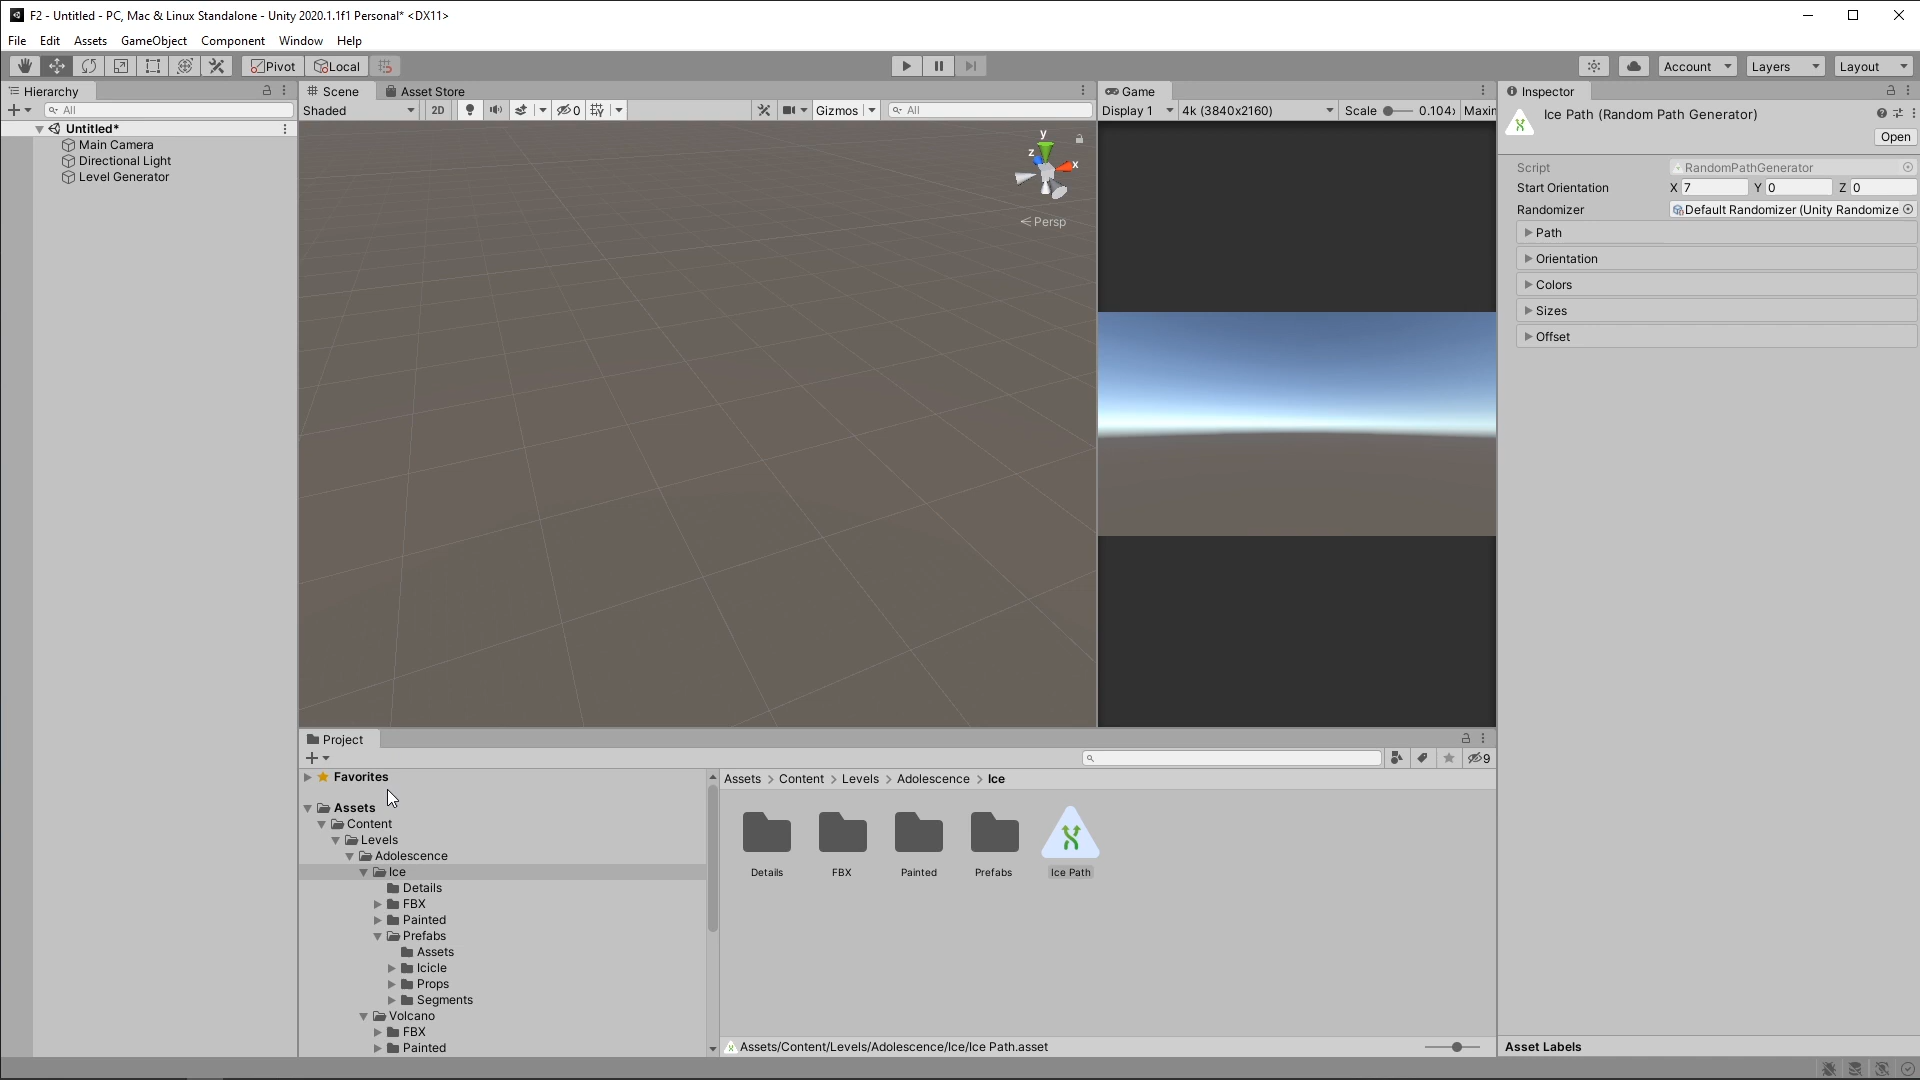 F2 - Untitled - PC, Mac & Linux Standalone - Unity 2020.1.1f1 Personal* <DX11>
File Edit Assets GameObject Component Window Help
Pivot Local Account Layers Layout
Hierarchy
All
Untitled*
Main Camera
Directional Light
Level Generator
Scene Asset Store
Shaded 2D 0 Gizmos All
y
z
x
Persp
Game
Display 1 4k (3840x2160) Scale 0.104x Maxin
Inspector
Ice Path (Random Path Generator)
Open
Script RandomPathGenerator
Start Orientation X 7 Y 0 Z 0
Randomizer Default Randomizer (Unity Randomize
Path
Orientation
Colors
Sizes
Offset
Project
9
Favorites
Assets
Content
Levels
Adolescence
Ice
Details
FBX
Painted
Prefabs
Assets
Icicle
Props
Segments
Volcano
FBX
Painted
Assets > Content > Levels > Adolescence > Ice
Details FBX Painted Prefabs Ice Path
Assets/Content/Levels/Adolescence/Ice/Ice Path.asset
Asset Labels